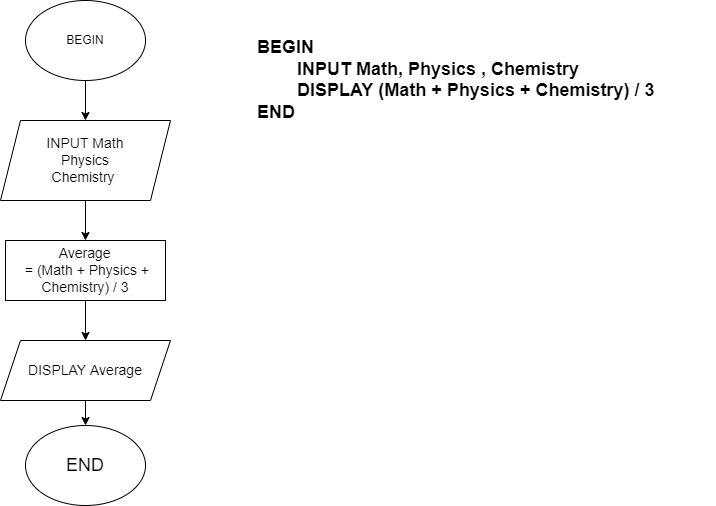 BEGIN
INPUT Math
Physics
Chemistry
Average
= (Math + Physics +
Chemistry) / 3
DISPLAY Average
END
BEGIN
INPUT Math, Physics , Chemistry
DISPLAY (Math + Physics + Chemistry) / 3
END